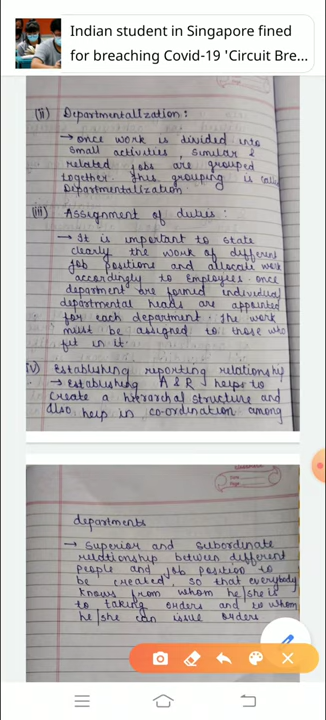 Indian student in Singapore fined
for breaching Covid-19 'Circuit Bre...
(ii) Departmentalization :
→ once work is divided into
small activities, similar &
related jobs are grouped
together. This grouping is calle
Departmentalization
(iii) Assignment of duties :
→ It is important to state
clearly the work of different
job positions and allocate work
accordingly to Employees. once
department are formed individual
departmental heads are appointed
for each department. The work
must be assigned to those who
fit in it.
iv) Establishing reporting relationship
→ Establishing A & R helps to
create a hierarchal structure and
also help in co-ordination among
Date
Page
departments
→ Superior and subordinate
relationship between different
people and job position to
be created, so that everybody
knows from whom he/she is
to taking orders and to whom
he/she can issue orders